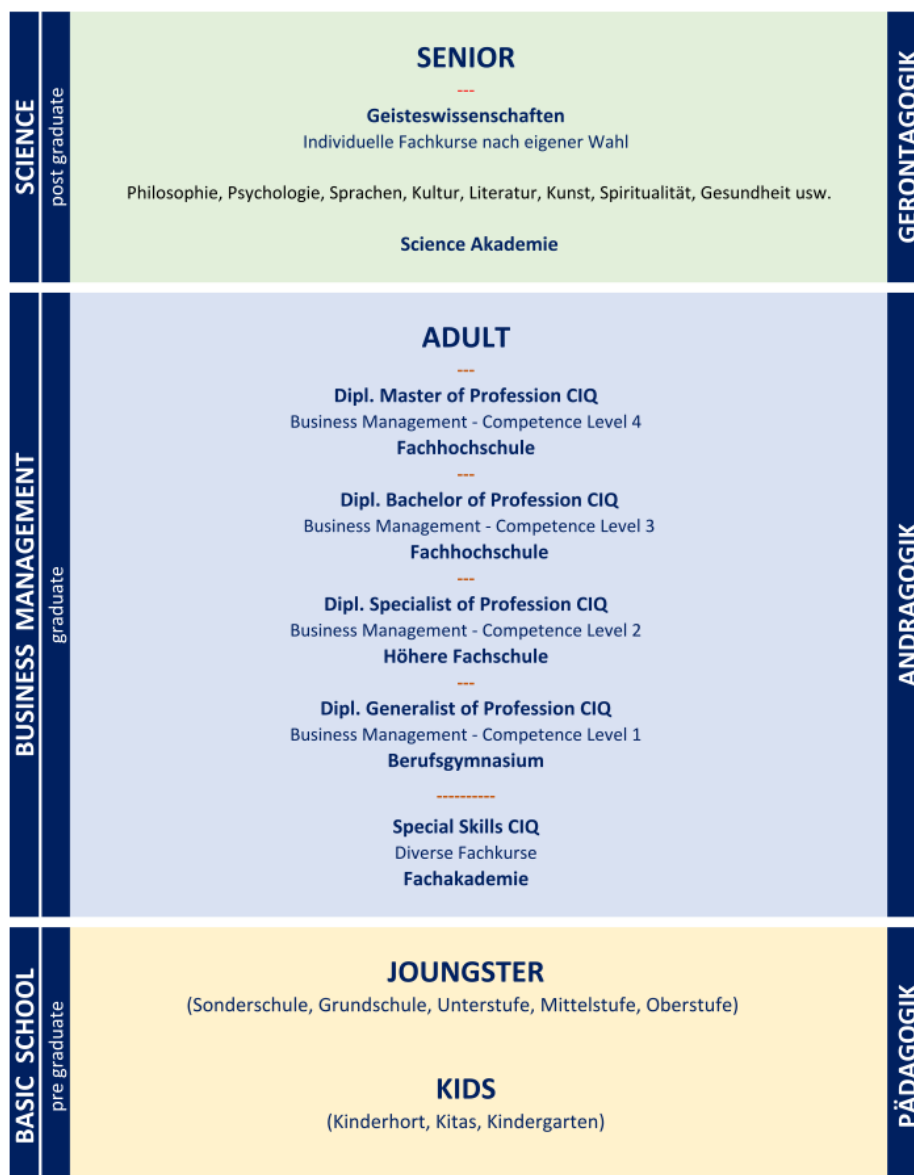 SCIENCE
post graduate
SENIOR
---
Geisteswissenschaften
Individuelle Fachkurse nach eigener Wahl
Philosophie, Psychologie, Sprachen, Kultur, Literatur, Kunst, Spiritualität, Gesundheit usw.
Science Akademie
GERONTAGOGIK
BUSINESS MANAGEMENT
graduate
ADULT
---
Dipl. Master of Profession CIQ
Business Management - Competence Level 4
Fachhochschule
---
Dipl. Bachelor of Profession CIQ
Business Management - Competence Level 3
Fachhochschule
---
Dipl. Specialist of Profession CIQ
Business Management - Competence Level 2
Höhere Fachschule
---
Dipl. Generalist of Profession CIQ
Business Management - Competence Level 1
Berufsgymnasium
----------
Special Skills CIQ
Diverse Fachkurse
Fachakademie
ANDRAGOGIK
BASIC SCHOOL
pre graduate
JOUNGSTER
(Sonderschule, Grundschule, Unterstufe, Mittelstufe, Oberstufe)
KIDS
(Kinderhort, Kitas, Kindergarten)
PÄDAGOGIK